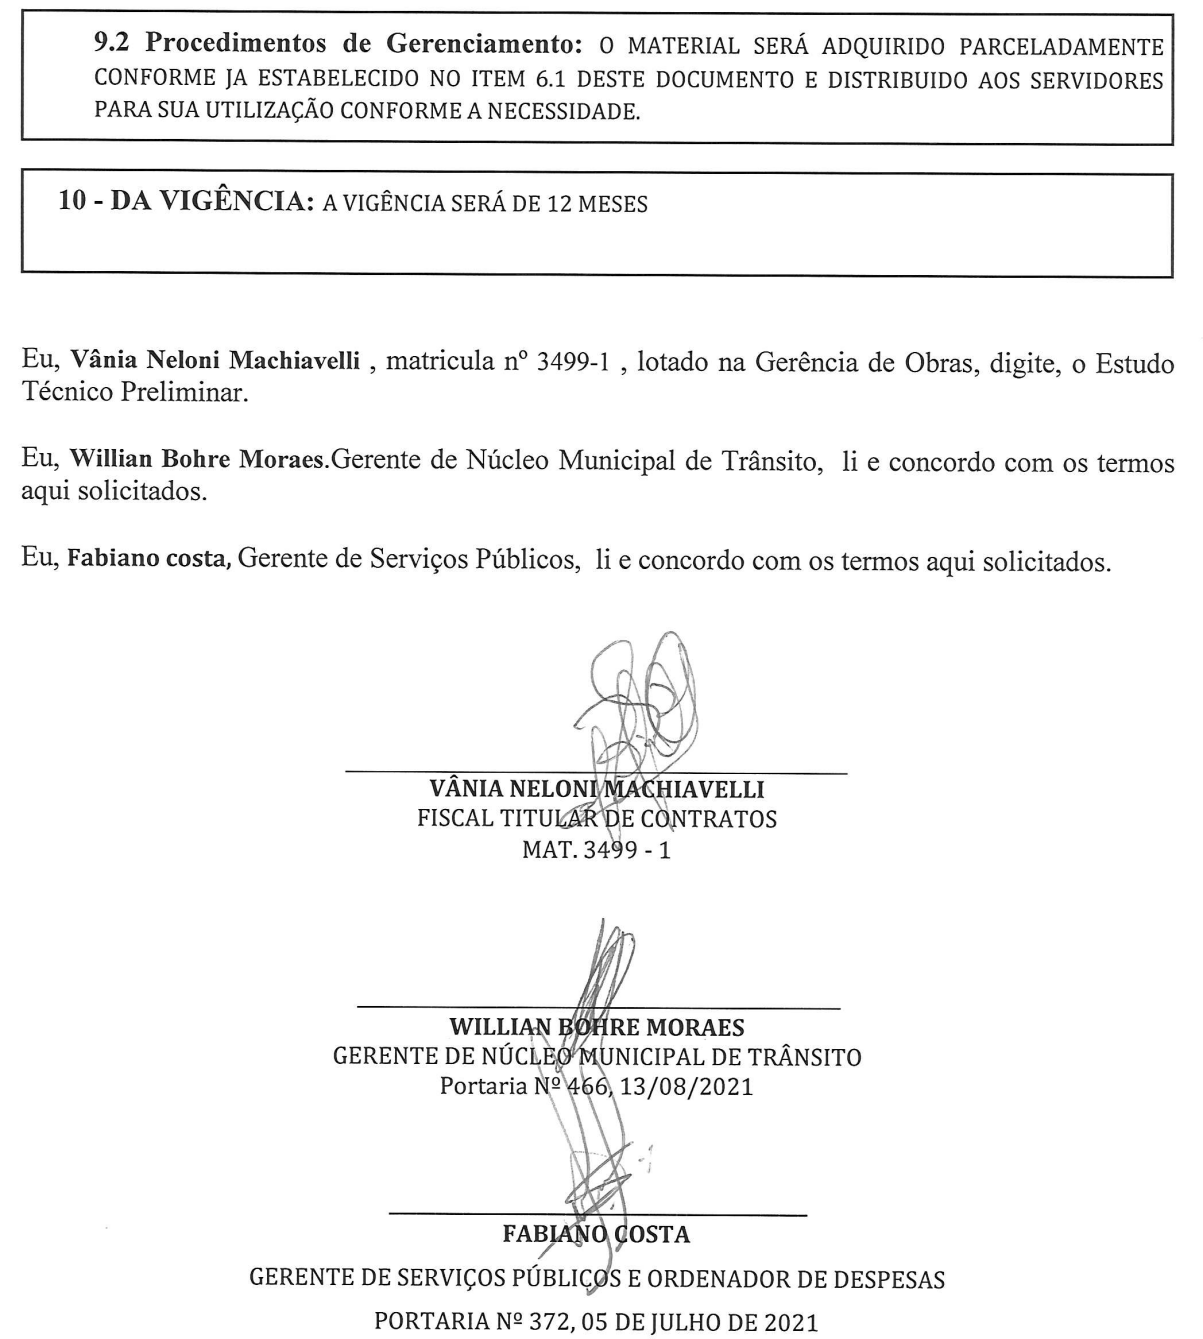 9.2 Procedimentos de Gerenciamento: O MATERIAL SERÁ ADQUIRIDO PARCELADAMENTE
CONFORME JA ESTABELECIDO NO ITEM 6.1 DESTE DOCUMENTO E DISTRIBUIDO AOS SERVIDORES
PARA SUA UTILIZAÇÃO CONFORME A NECESSIDADE.
10 - DA VIGÊNCIA: A VIGÊNCIA SERÁ DE 12 MESES
Eu, Vânia Neloni Machiavelli , matricula nº 3499-1 , lotado na Gerência de Obras, digite, o Estudo
Técnico Preliminar.
Eu, Willian Bohre Moraes.Gerente de Núcleo Municipal de Trânsito, li e concordo com os termos
aqui solicitados.
Eu, Fabiano costa, Gerente de Serviços Públicos, li e concordo com os termos aqui solicitados.
VÂNIA NELONI MACHIAVELLI
FISCAL TITULAR DE CONTRATOS
MAT. 3499 - 1
WILLIAN BOHRE MORAES
GERENTE DE NÚCLEO MUNICIPAL DE TRÂNSITO
Portaria Nº 466, 13/08/2021
FABIANO COSTA
GERENTE DE SERVIÇOS PÚBLICOS E ORDENADOR DE DESPESAS
PORTARIA Nº 372, 05 DE JULHO DE 2021